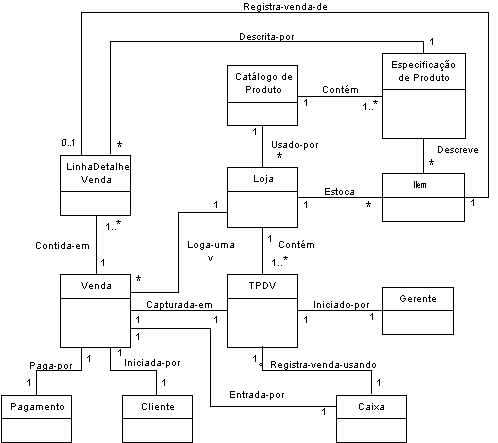 Registra-venda-de
Descrita-por
1
Catálogo de
Produto
Especificação
de Produto
Contém
1
1..*
0..1
*
1
Usado-por
*
Descreve
*
LinhaDetalhe
Venda
Loja
Item
Estoca
1
1
*
1
1..*
1
Contida-em
Loga-uma
v
Contém
1
*
1..*
Venda
TPDV
Gerente
Capturada-em
1
1
Iniciado-por
1
1
1
1
1
1
Paga-por
Iniciada-por
Registra-venda-usando
Entrada-por
1
1
1
1
Pagamento
Cliente
Caixa